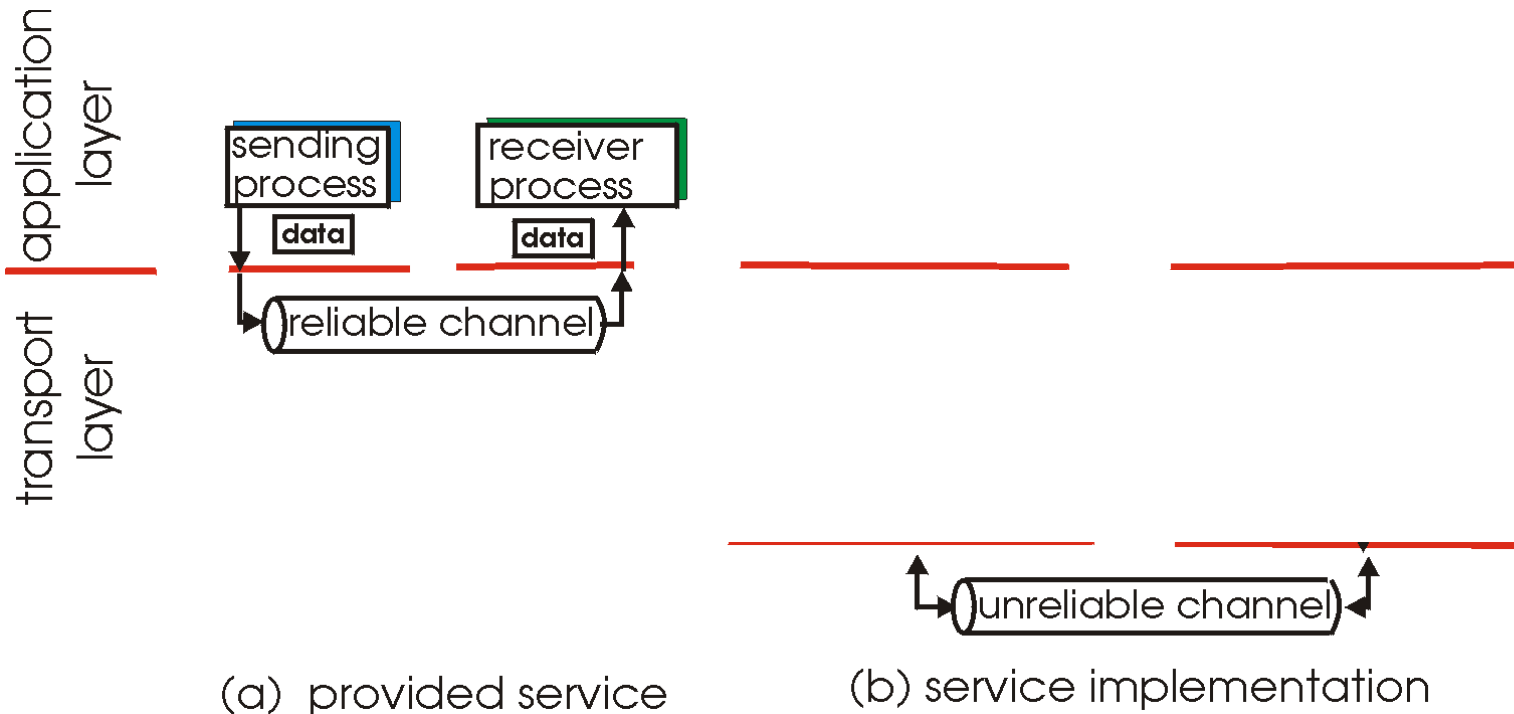 application
layer
transport
layer
sending
process
receiver
process
data
data
reliable channel
unreliable channel
(a) provided service
(b) service implementation